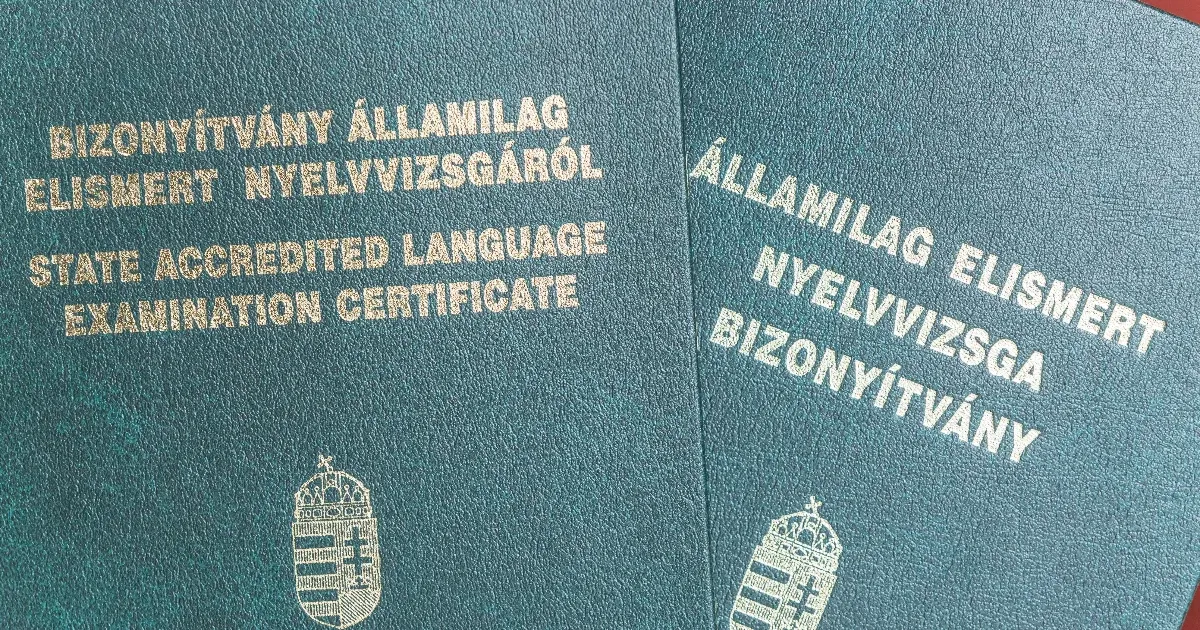 BIZONYÍTVÁNY ÁLLAMILAG
ELISMERT NYELVVIZSGÁRÓL
STATE ACCREDITED LANGUAGE
EXAMINATION CERTIFICATE
ÁLLAMILAG ELISMERT
NYELVVIZSGA
BIZONYÍTVÁNY